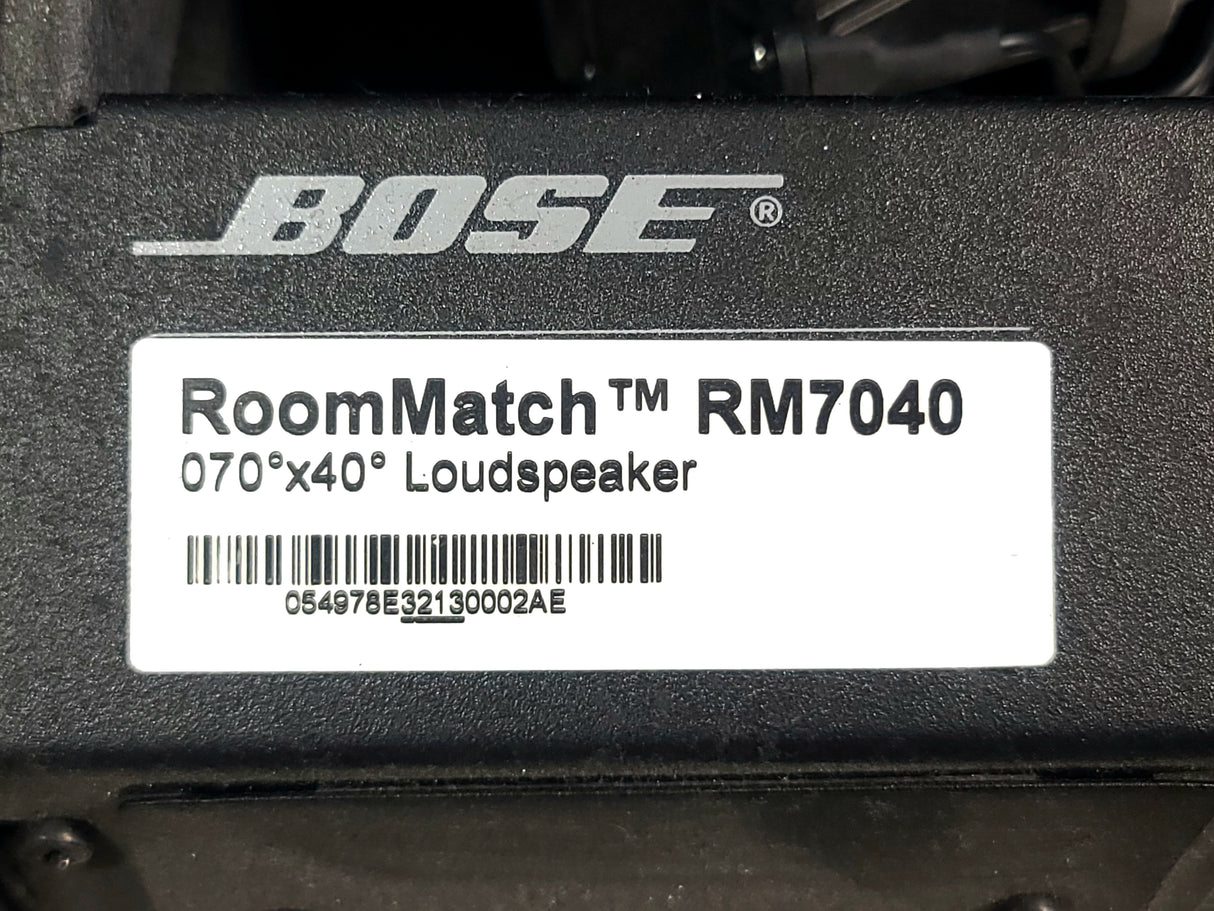 BOSE®
RoomMatch™ RM7040
070°x40° Loudspeaker
054978E32130002AE